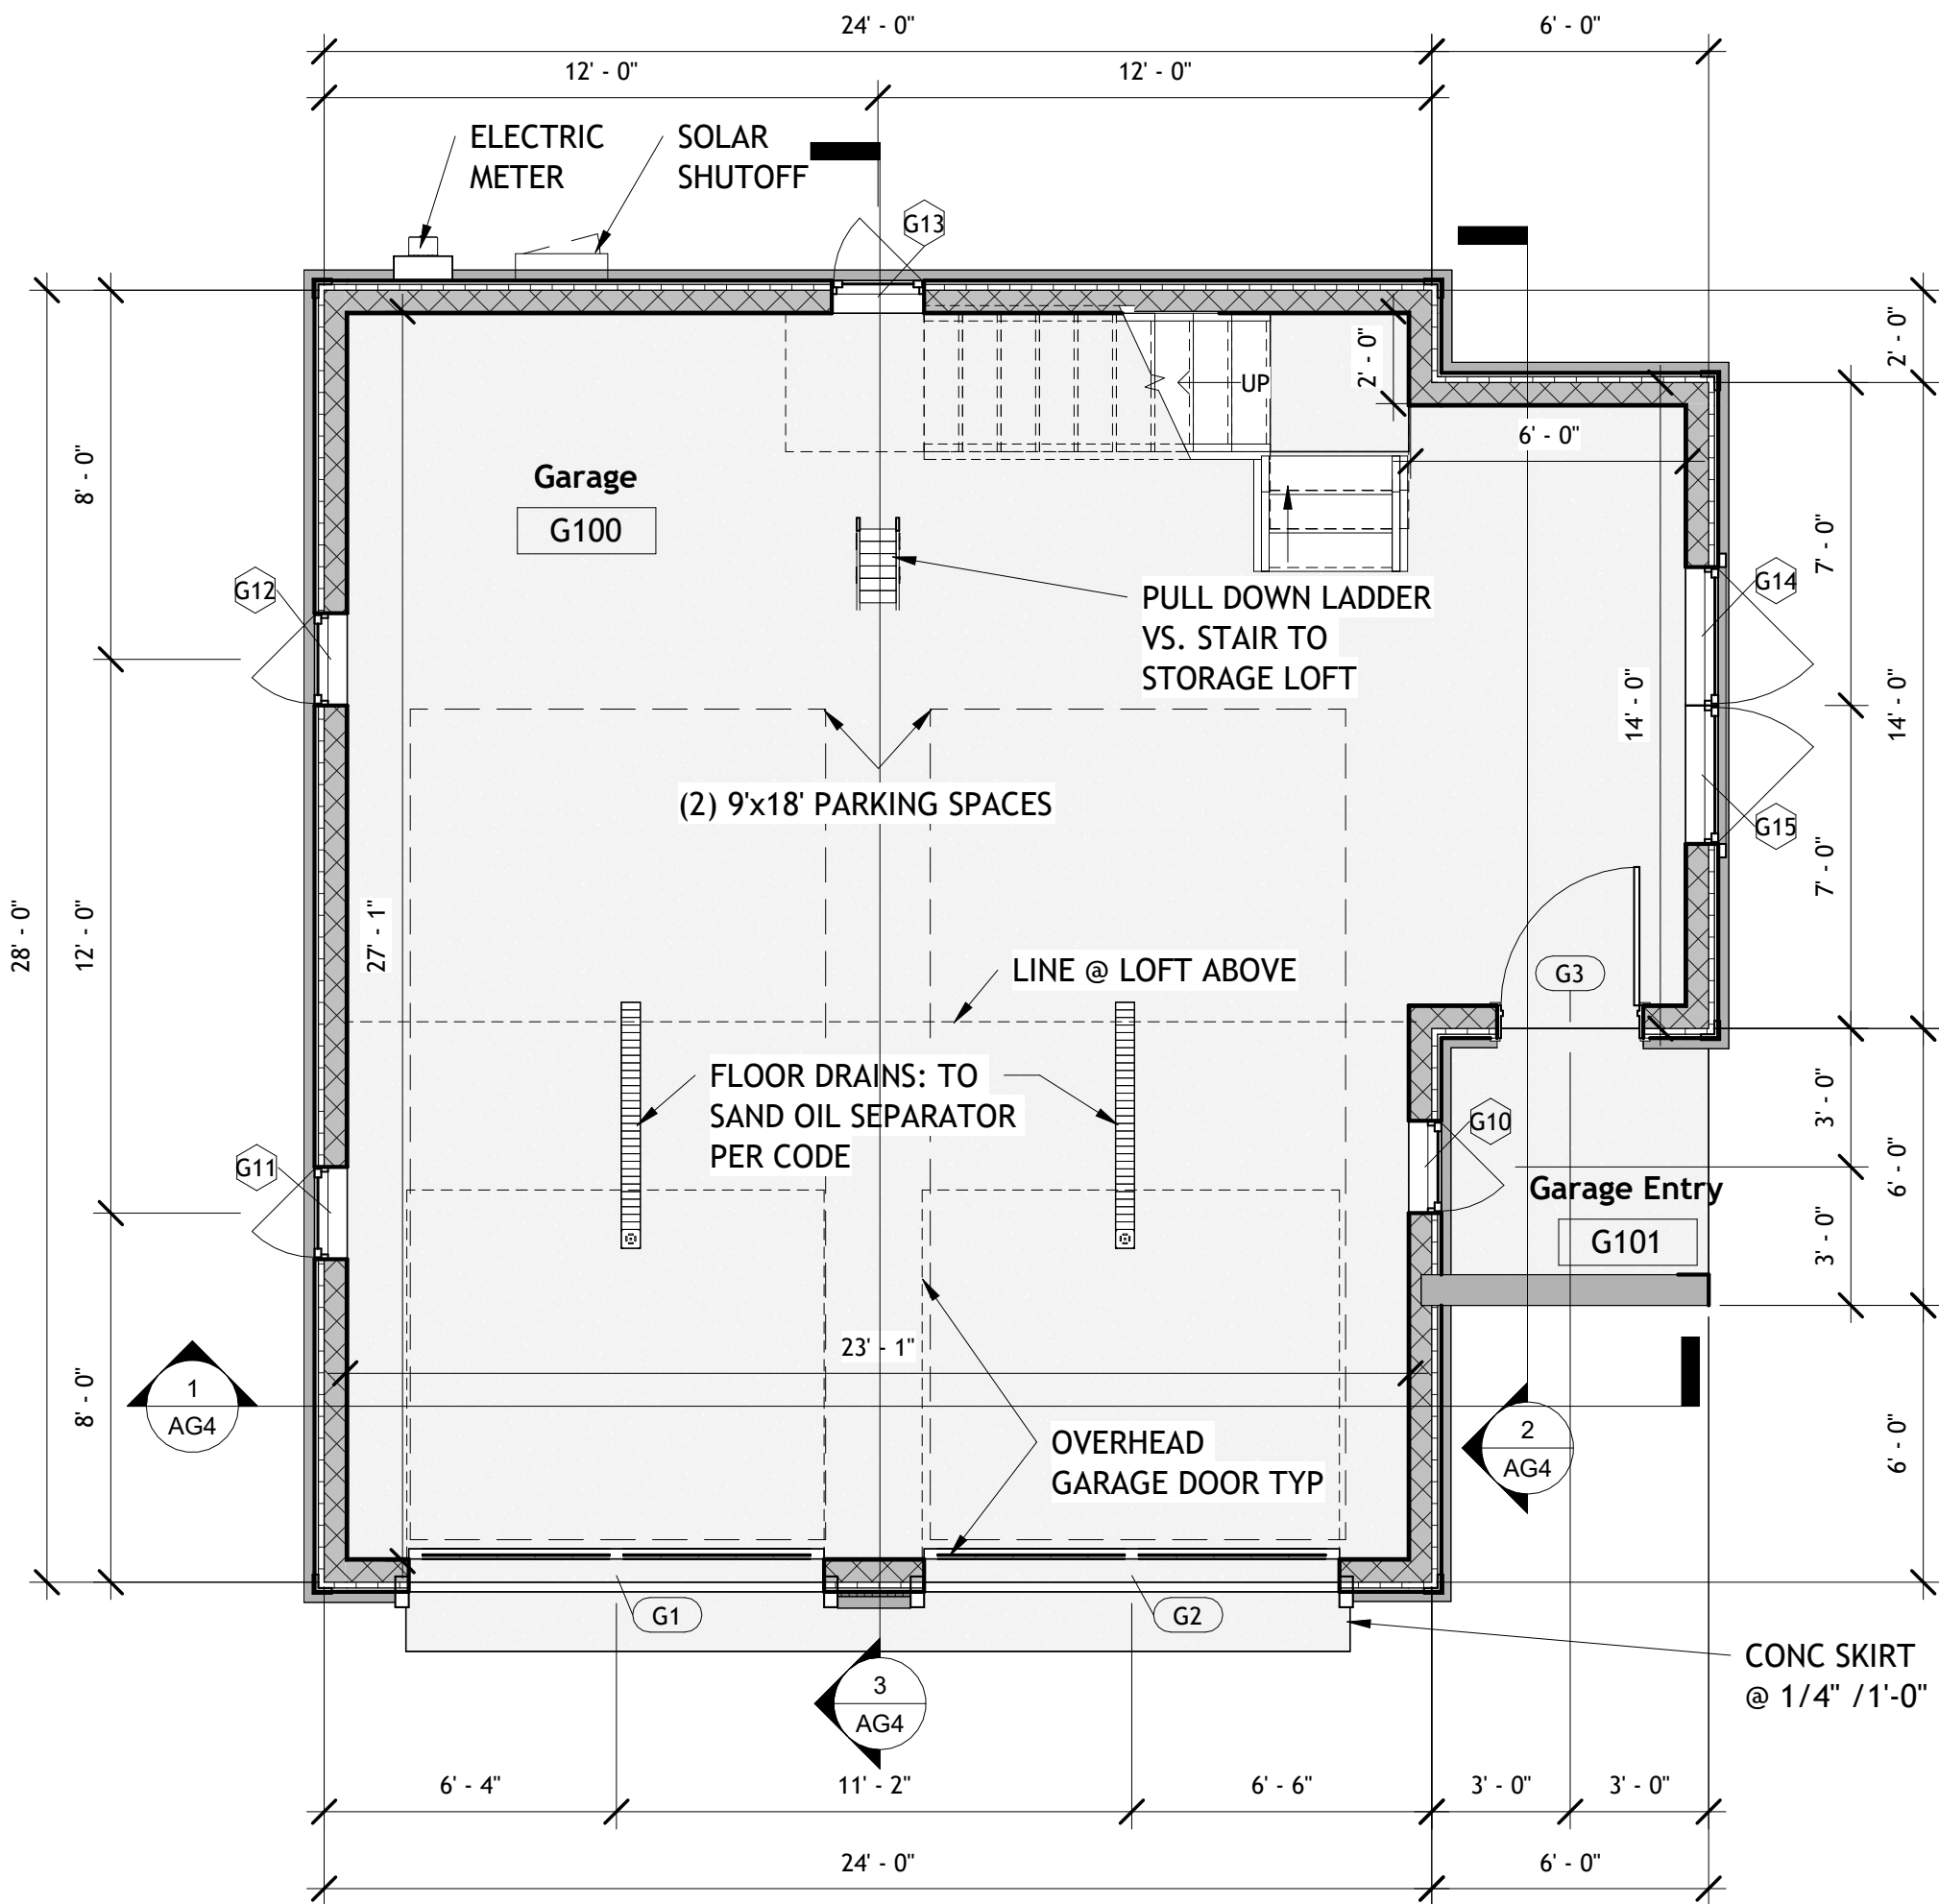 24' - 0"
6' - 0"
12' - 0"
12' - 0"
ELECTRIC
METER
SOLAR
SHUTOFF
G13
2' - 0"
2' - 0"
UP
6' - 0"
8' - 0"
Garage
G100
G12
G14
7' - 0"
PULL DOWN LADDER
VS. STAIR TO
STORAGE LOFT
14' - 0"
14' - 0"
(2) 9'x18' PARKING SPACES
G15
7' - 0"
28' - 0"
12' - 0"
27' - 1"
LINE @ LOFT ABOVE
G3
FLOOR DRAINS: TO
SAND OIL SEPARATOR
PER CODE
3' - 0"
G10
G11
6' - 0"
Garage Entry
G101
3' - 0"
23' - 1"
8' - 0"
1
AG4
OVERHEAD
GARAGE DOOR TYP
2
AG4
6' - 0"
G1
G2
CONC SKIRT
@ 1/4" /1'-0"
3
AG4
6' - 4"
11' - 2"
6' - 6"
3' - 0"
3' - 0"
24' - 0"
6' - 0"